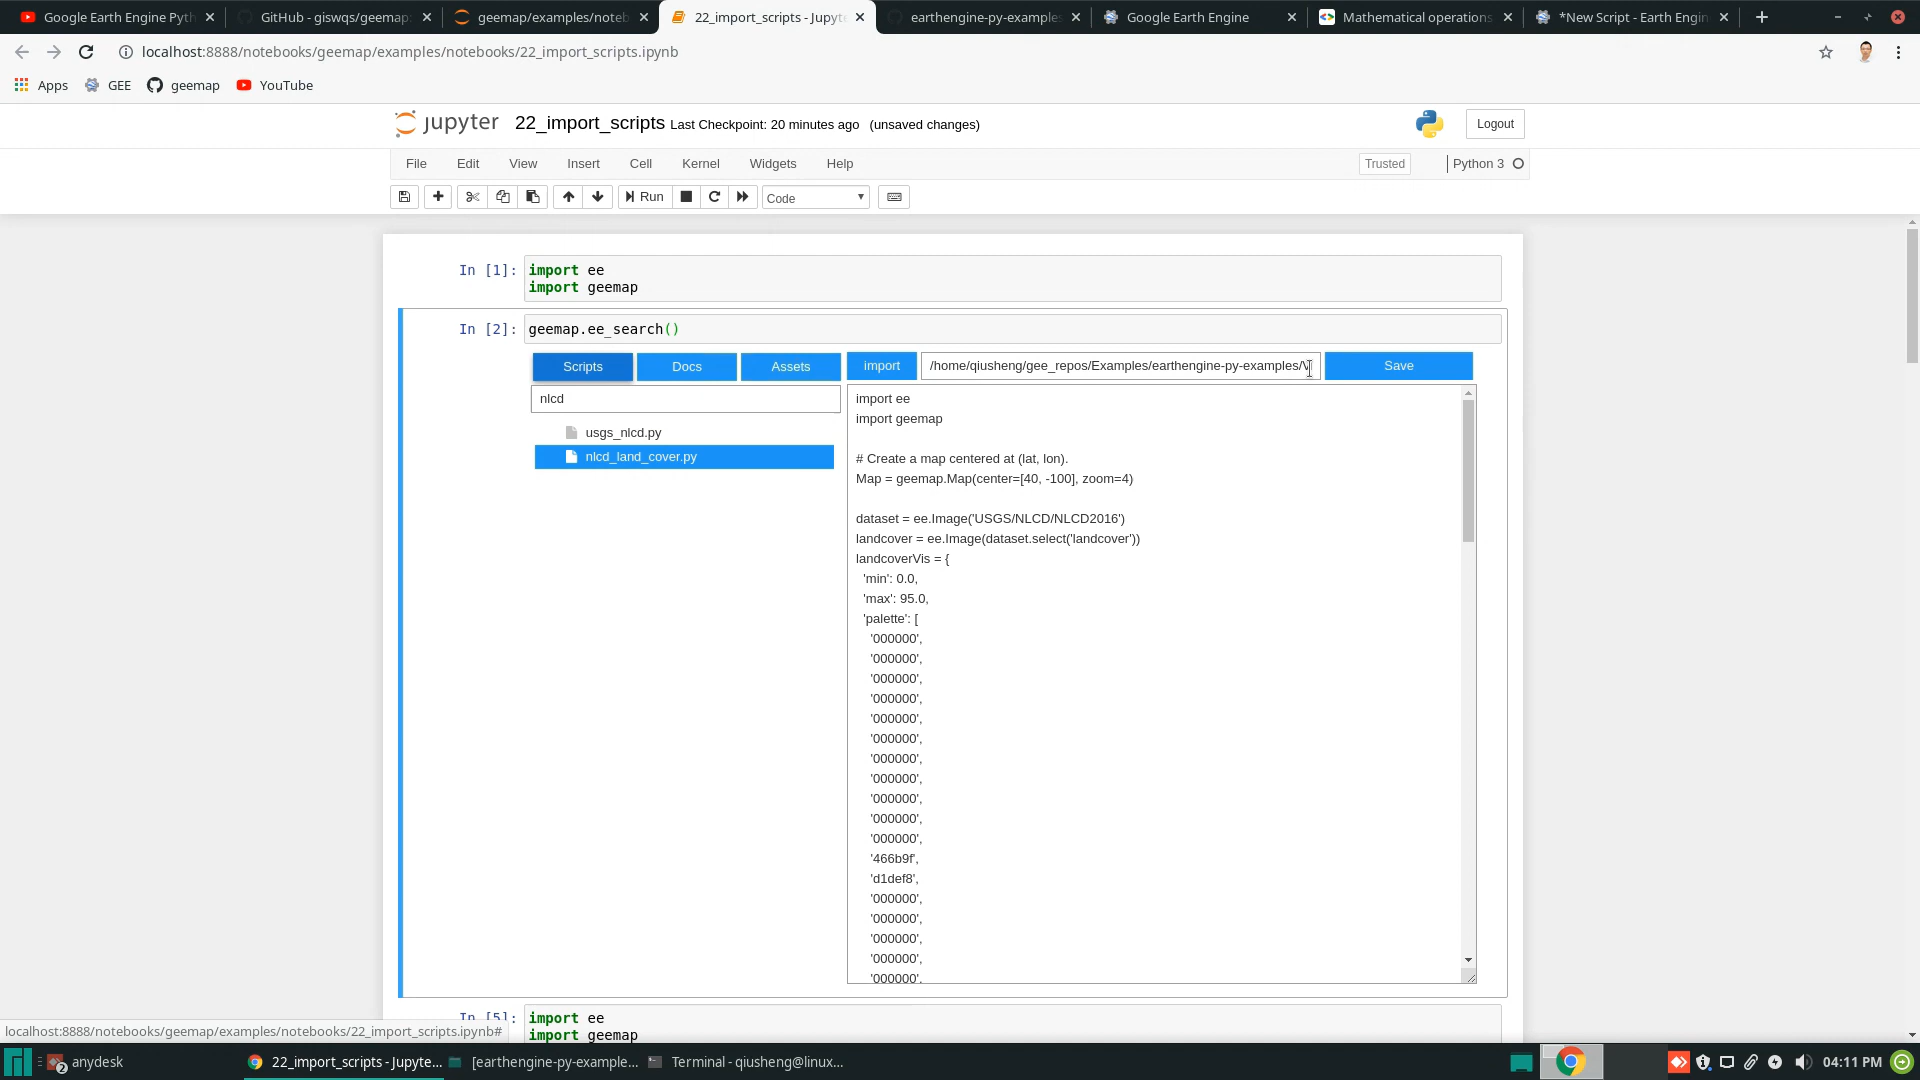 Google Earth Engine Pyth
GitHub - giswqs/geemap:
geemap/examples/noteb
22_import_scripts - Jupyte
earthengine-py-examples
Google Earth Engine
Mathematical operations
*New Script - Earth Engin
localhost:8888/notebooks/geemap/examples/notebooks/22_import_scripts.ipynb
Apps GEE geemap YouTube
jupyter 22_import_scripts Last Checkpoint: 20 minutes ago (unsaved changes) Logout
File Edit View Insert Cell Kernel Widgets Help Trusted Python 3
Run Code
In [1]: import ee
import geemap
In [2]: geemap.ee_search()
Scripts Docs Assets import /home/qiusheng/gee_repos/Examples/earthengine-py-examples/ Save
nlcd
usgs_nlcd.py
nlcd_land_cover.py
import ee
import geemap
# Create a map centered at (lat, lon).
Map = geemap.Map(center=[40, -100], zoom=4)
dataset = ee.Image('USGS/NLCD/NLCD2016')
landcover = ee.Image(dataset.select('landcover'))
landcoverVis = {
'min': 0.0,
'max': 95.0,
'palette': [
'000000',
'000000',
'000000',
'000000',
'000000',
'000000',
'000000',
'000000',
'000000',
'000000',
'000000',
'466b9f',
'd1def8',
'000000',
'000000',
'000000',
'000000',
'000000',
In [5]: import ee
import geemap
localhost:8888/notebooks/geemap/examples/notebooks/22_import_scripts.ipynb#
2 anydesk 22_import_scripts - Jupyte... [earthengine-py-example... Terminal - qiusheng@linux... 04:11 PM